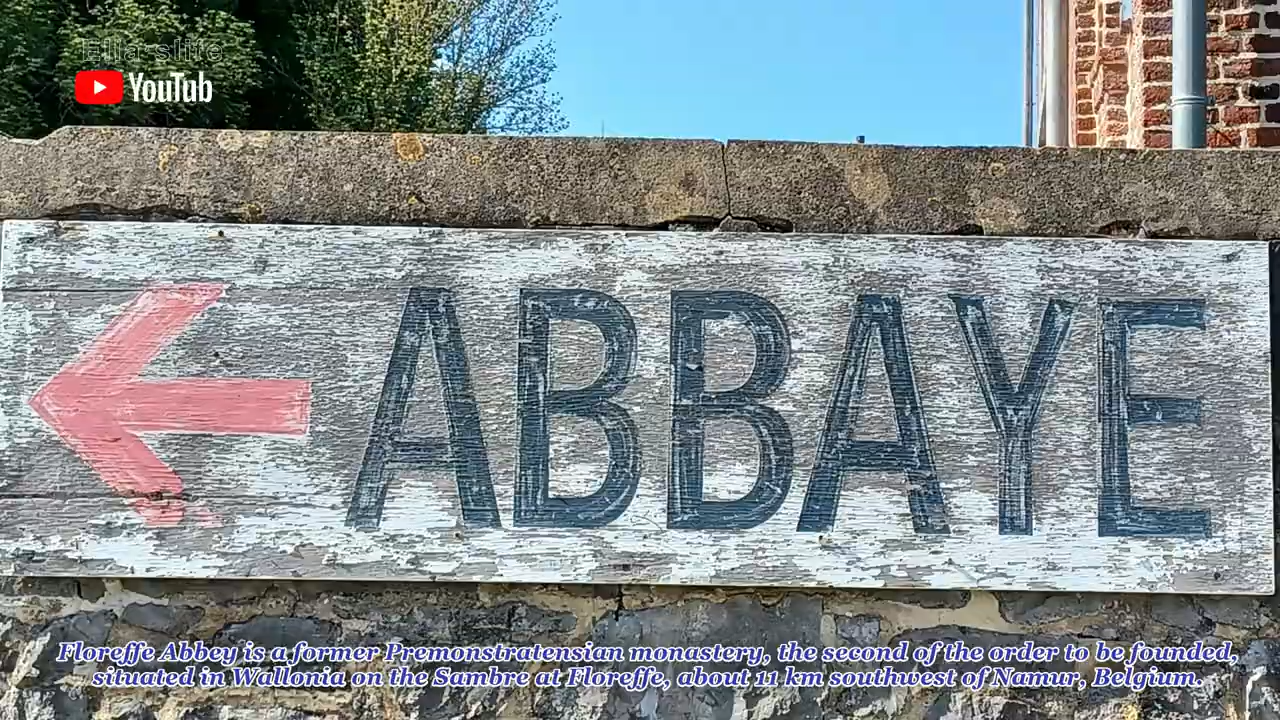 Ella-slife
YouTub
ABBAYE
Floreffe Abbey is a former Premonstratensian monastery, the second of the order to be founded,
situated in Wallonia on the Sambre at Floreffe, about 11 km southwest of Namur, Belgium.